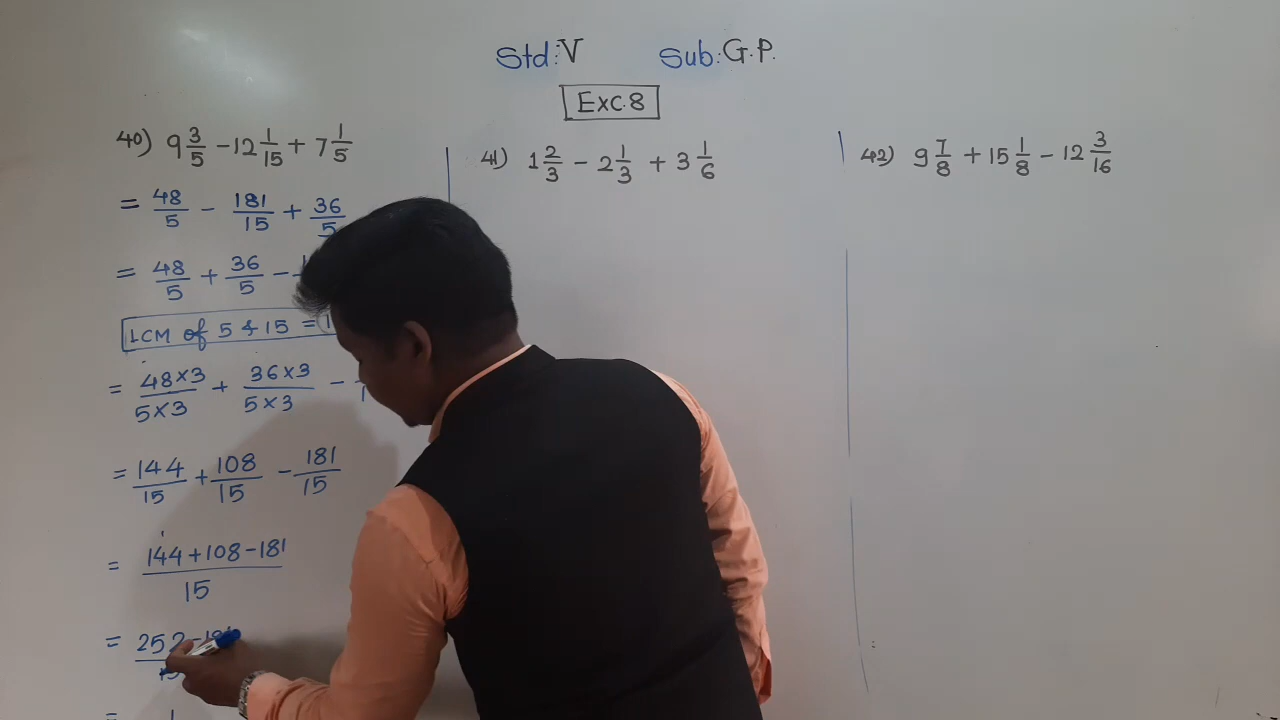 Std: V Sub: G.P.
Exc.8
40) 9 3/5 - 12 1/15 + 7 1/5
= 48/5 - 181/15 + 36/5
= 48/5 + 36/5 -
LCM of 5 & 15 =
= 48×3/5×3 + 36×3/5×3 -
= 144/15 + 108/15 - 181/15
= 144+108-181/15
= 252-
=
41) 1 2/3 - 2 1/3 + 3 1/6
42) 9 7/8 + 15 1/8 - 12 3/16